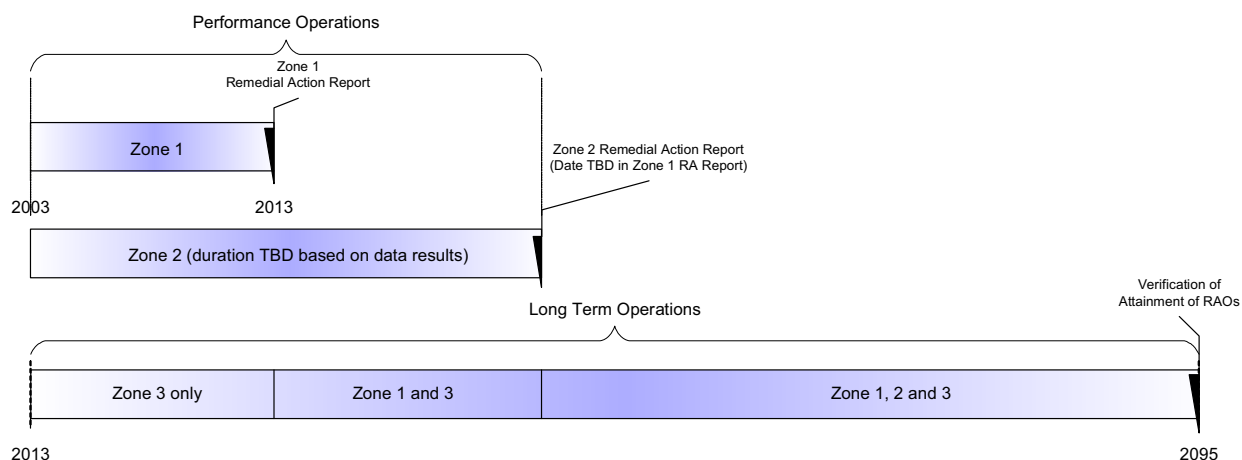 Performance Operations
Zone 1
Remedial Action Report
Zone 1
Zone 2 Remedial Action Report
(Date TBD in Zone 1 RA Report)
2003
2013
Zone 2 (duration TBD based on data results)
Verification of
Attainment of RAOs
Long Term Operations
Zone 3 only
Zone 1 and 3
Zone 1, 2 and 3
2013
2095